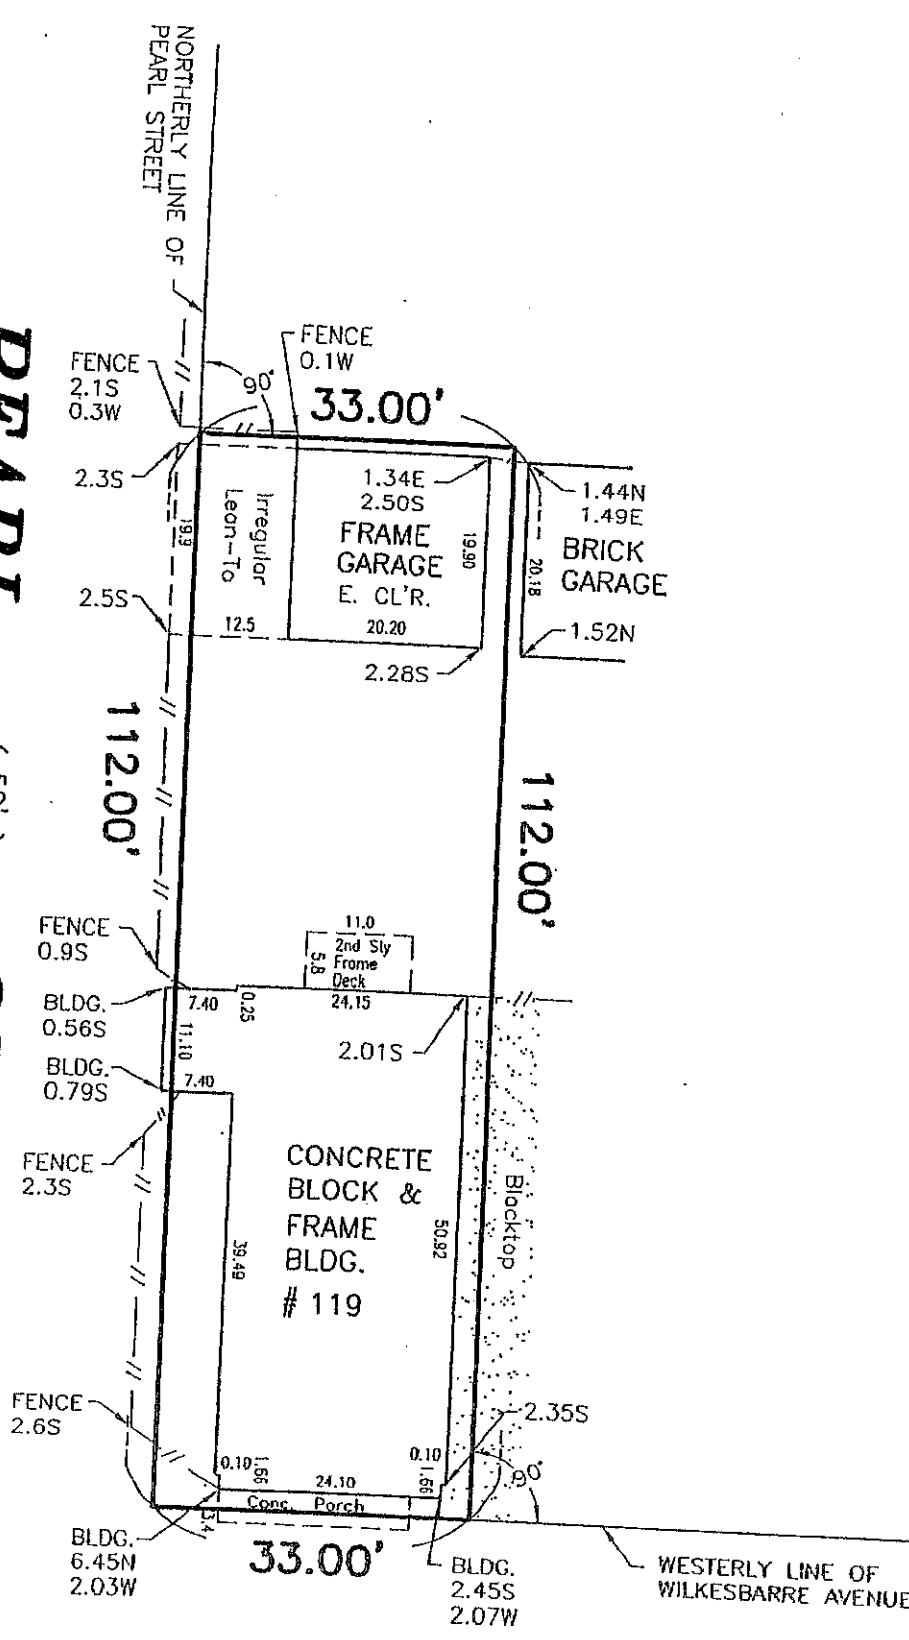 NORTHERLY LINE OF
PEARL STREET
FENCE
0.1W
FENCE
2.1S
0.3W
90°
33.00'
2.3S
1.34E
2.50S
1.44N
1.49E
19.9
Irregular
Lean-To
FRAME
GARAGE
E. CL'R.
19.90
20.18
BRICK
GARAGE
2.5S
12.5
20.20
1.52N
2.28S
PEARL
112.00'
112.00'
(50')
FENCE
0.9S
11.0
2nd Sty
Frame
Deck
5.8
BLDG.
0.56S
7.40
0.25
24.15
2.01S
11.10
BLDG.
0.79S
7.40
FENCE
2.3S
CONCRETE
BLOCK &
FRAME
BLDG.
# 119
39.49
50.92
Blacktop
FENCE
2.6S
2.35S
0.10
1.66
24.10
0.10
1.66
90°
Conc. Porch
3.4
33.00'
BLDG.
6.45N
2.03W
BLDG.
2.45S
2.07W
WESTERLY LINE OF
WILKESBARRE AVENUE